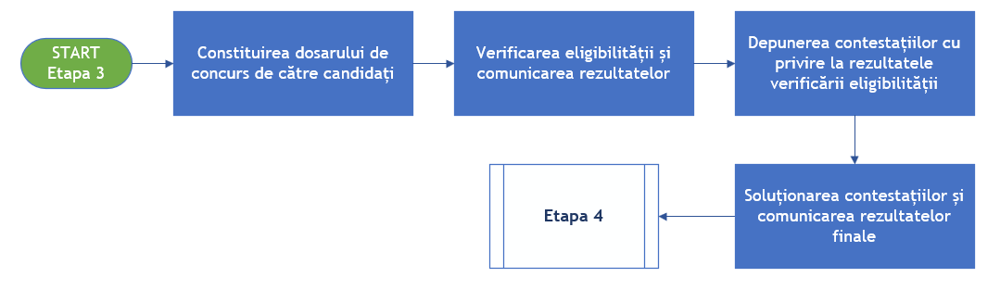 START
Etapa 3
Constituirea dosarului de
concurs de către candidați
Verificarea eligibilității și
comunicarea rezultatelor
Depunerea contestațiilor cu
privire la rezultatele
verificării eligibilității
Soluționarea contestațiilor și
comunicarea rezultatelor
finale
Etapa 4